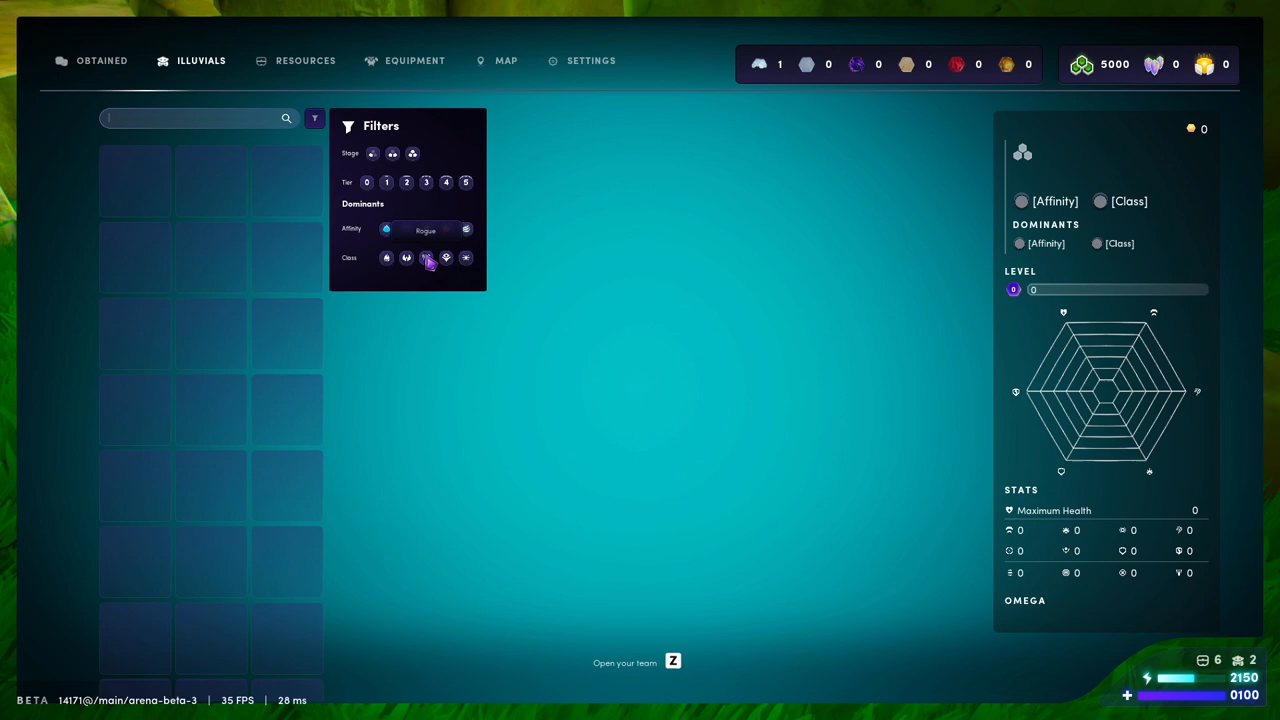 OBTAINED ILLUVIALS RESOURCES EQUIPMENT MAP SETTINGS
1 0 0 0 0 0 5000 0 0
Filters
Stage
Tier 0 1 2 3 4 5
Dominants
Affinity
Rogue
Class
0
[Affinity] [Class]
DOMINANTS
[Affinity] [Class]
LEVEL
0 0
STATS
Maximum Health 0
0 0 0 0
0 0 0 0
0 0 0 0
OMEGA
Open your team Z
6 2
2150
0100
BETA 14171@/main/arena-beta-3 | 35 FPS | 28 ms